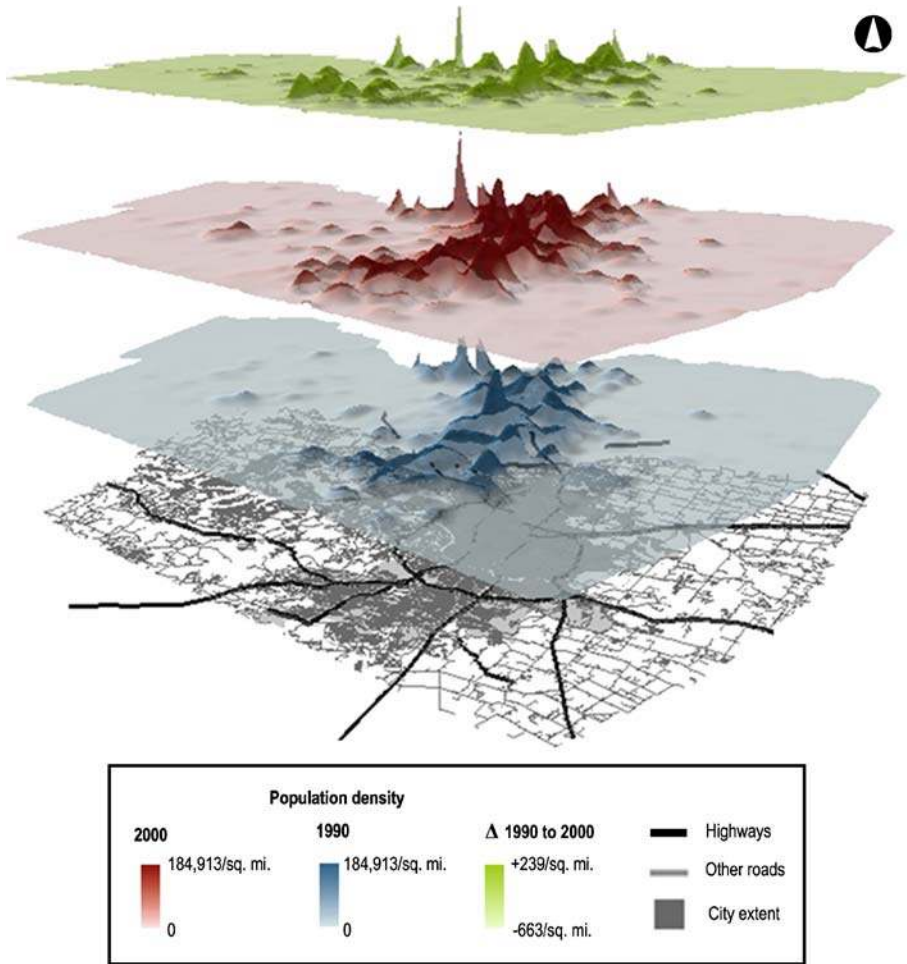 Population density
2000
1990
Δ 1990 to 2000
184,913/sq. mi.
184,913/sq. mi.
+239/sq. mi.
0
0
-663/sq. mi.
Highways
Other roads
City extent